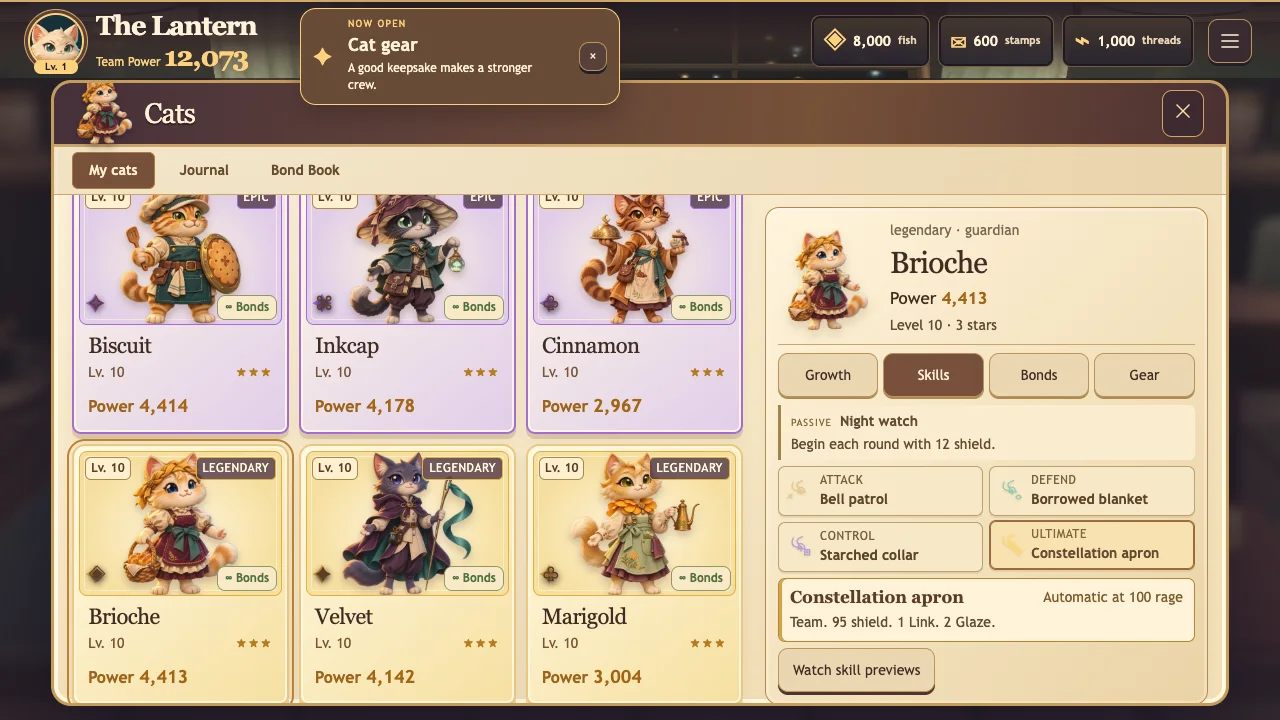 The Lantern
Lv. 1
Team Power 12,073
NOW OPEN
Cat gear
A good keepsake makes a stronger
crew.
×
8,000 fish
600 stamps
1,000 threads
Cats
My cats
Journal
Bond Book
Lv. 10
EPIC
∞ Bonds
Biscuit
Lv. 10
Power 4,414
Lv. 10
EPIC
∞ Bonds
Inkcap
Lv. 10
Power 4,178
Lv. 10
EPIC
∞ Bonds
Cinnamon
Lv. 10
Power 2,967
Lv. 10
LEGENDARY
∞ Bonds
Brioche
Lv. 10
Power 4,413
Lv. 10
LEGENDARY
∞ Bonds
Velvet
Lv. 10
Power 4,142
Lv. 10
LEGENDARY
∞ Bonds
Marigold
Lv. 10
Power 3,004
legendary · guardian
Brioche
Power 4,413
Level 10 · 3 stars
Growth
Skills
Bonds
Gear
PASSIVE Night watch
Begin each round with 12 shield.
ATTACK
Bell patrol
DEFEND
Borrowed blanket
CONTROL
Starched collar
ULTIMATE
Constellation apron
Constellation apron
Automatic at 100 rage
Team. 95 shield. 1 Link. 2 Glaze.
Watch skill previews